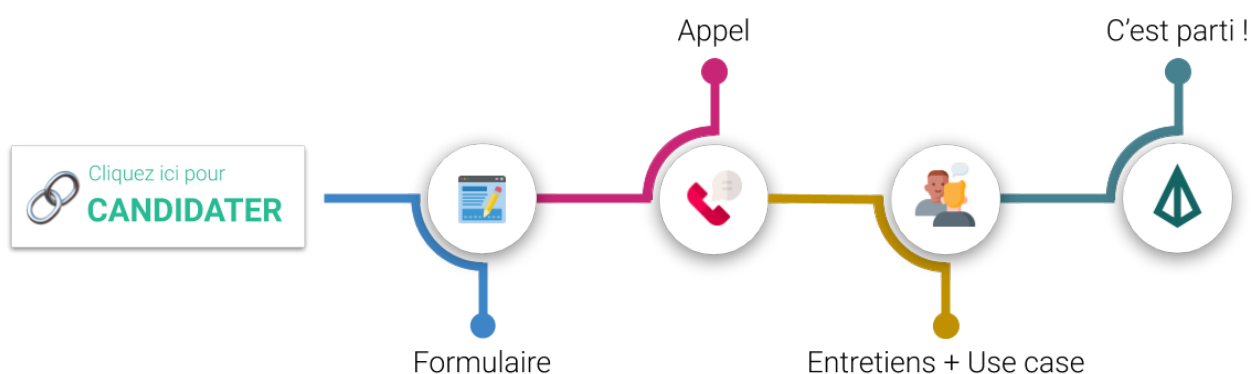 Cliquez ici pour
CANDIDATER
Formulaire
Appel
Entretiens + Use case
C’est parti !